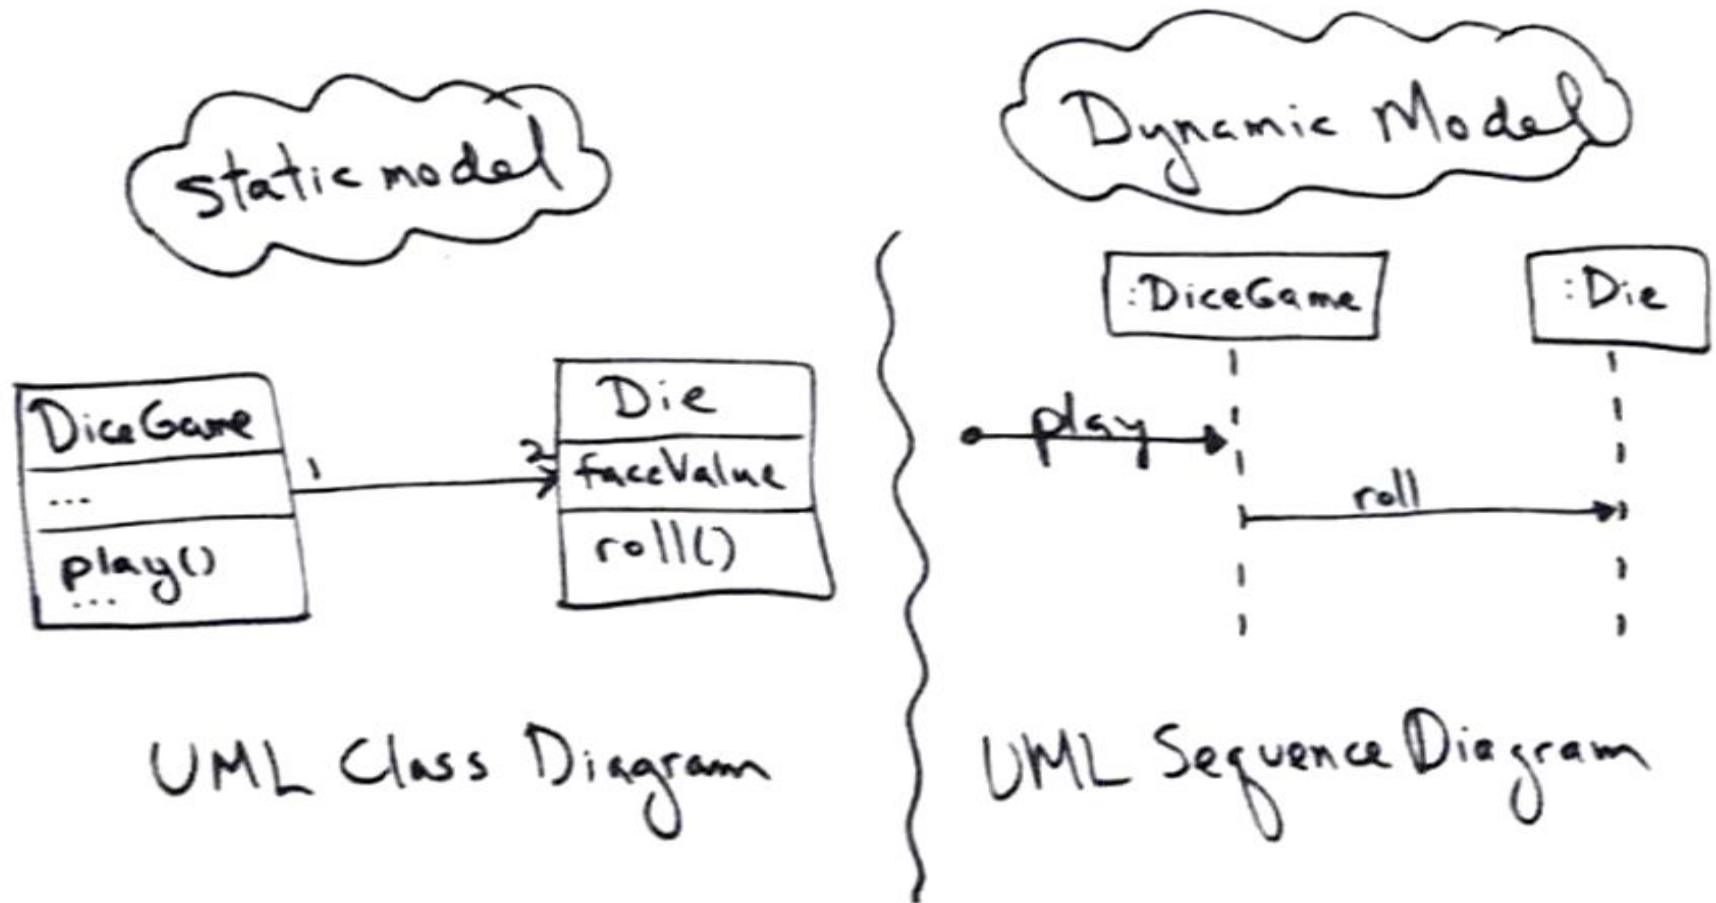 static model
DiceGame
...
play()
...
1
2
Die
faceValue
roll()
UML Class Diagram
Dynamic Model
:DiceGame
:Die
play
roll
UML Sequence Diagram